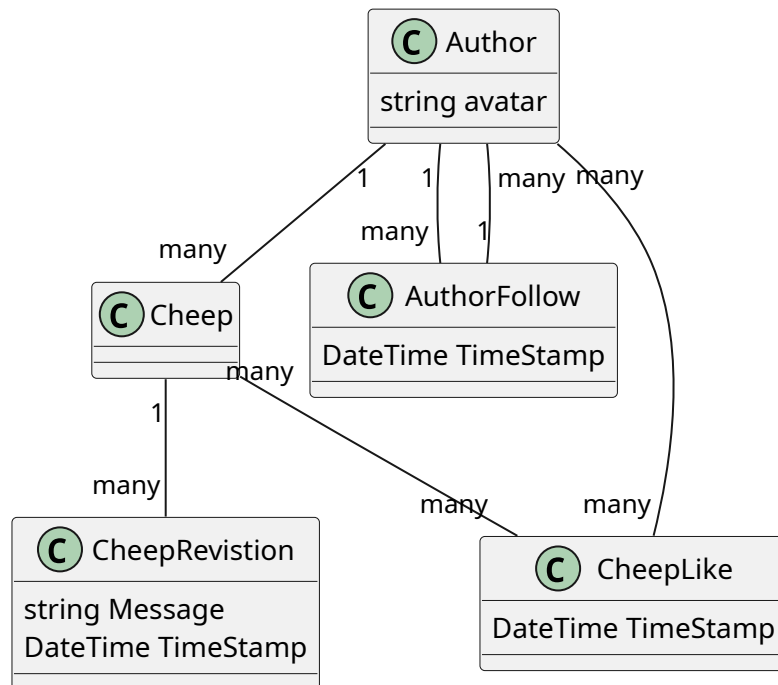 C Author
string avatar
1
1
many
many
many
many
1
C Cheep
C AuthorFollow
DateTime TimeStamp
many
1
many
many
many
C CheepRevistion
string Message
DateTime TimeStamp
C CheepLike
DateTime TimeStamp